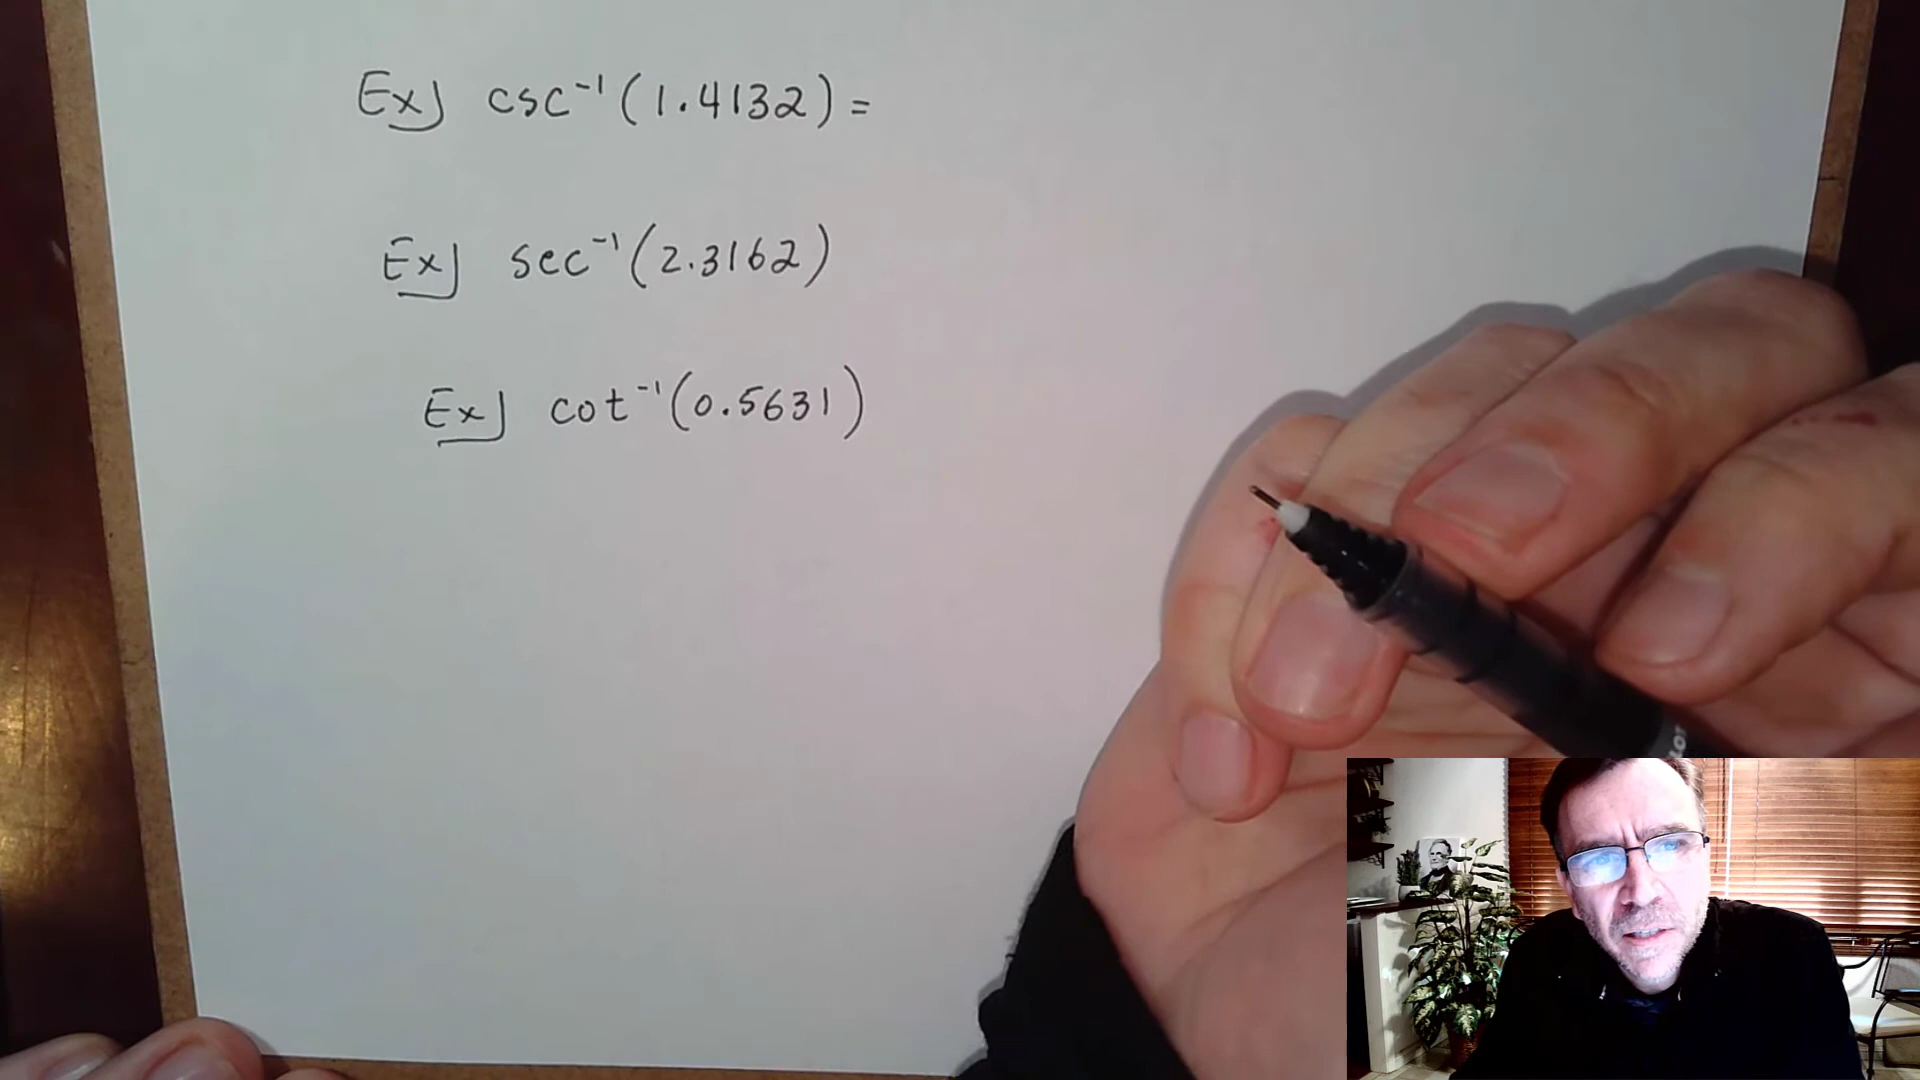 Ex) csc⁻¹(1.4132) =
Ex) sec⁻¹(2.3162)
Ex) cot⁻¹(0.5631)